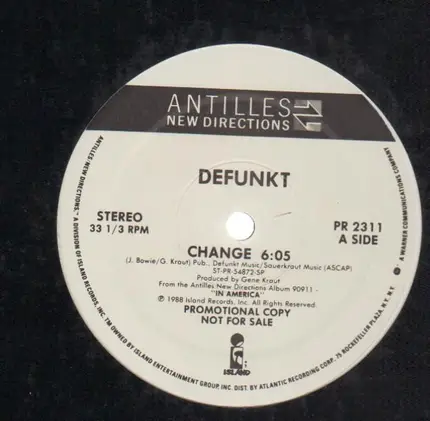 ANTILLES
NEW DIRECTIONS
DEFUNKT
STEREO
33 1/3 RPM
PR 2311
A SIDE
CHANGE 6:05
(J. Bowie/G. Kraut) Pub., Defunkt Music/Sauerkraut Music (ASCAP)
ST-PR-54872-SP
Produced by Gene Kraut
From the Antilles New Directions Album 90911 -
"IN AMERICA"
℗ 1988 Island Records, Inc. All Rights Reserved.
PROMOTIONAL COPY
NOT FOR SALE
ISLAND
ANTILLES-NEW DIRECTIONS - A DIVISION OF ISLAND RECORDS, INC. TM OWNED BY ISLAND ENTERTAINMENT GROUP, INC. DIST. BY ATLANTIC RECORDING CORP., 75 ROCKEFELLER PLAZA, N.Y. N.Y.
A WARNER COMMUNICATIONS COMPANY